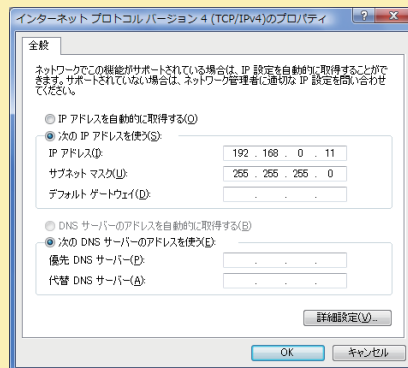 インターネット プロトコル バージョン 4 (TCP/IPv4)のプロパティ
全般
ネットワークでこの機能がサポートされている場合は、IP 設定を自動的に取得することがで
きます。サポートされていない場合は、ネットワーク管理者に適切な IP 設定を問い合わせ
てください。
IP アドレスを自動的に取得する(O)
次の IP アドレスを使う(S):
IP アドレス(I): 192 . 168 . 0 . 11
サブネット マスク(U): 255 . 255 . 255 . 0
デフォルト ゲートウェイ(D): . . .
DNS サーバーのアドレスを自動的に取得する(B)
次の DNS サーバーのアドレスを使う(E):
優先 DNS サーバー(P): . . .
代替 DNS サーバー(A): . . .
詳細設定(V)...
OK キャンセル